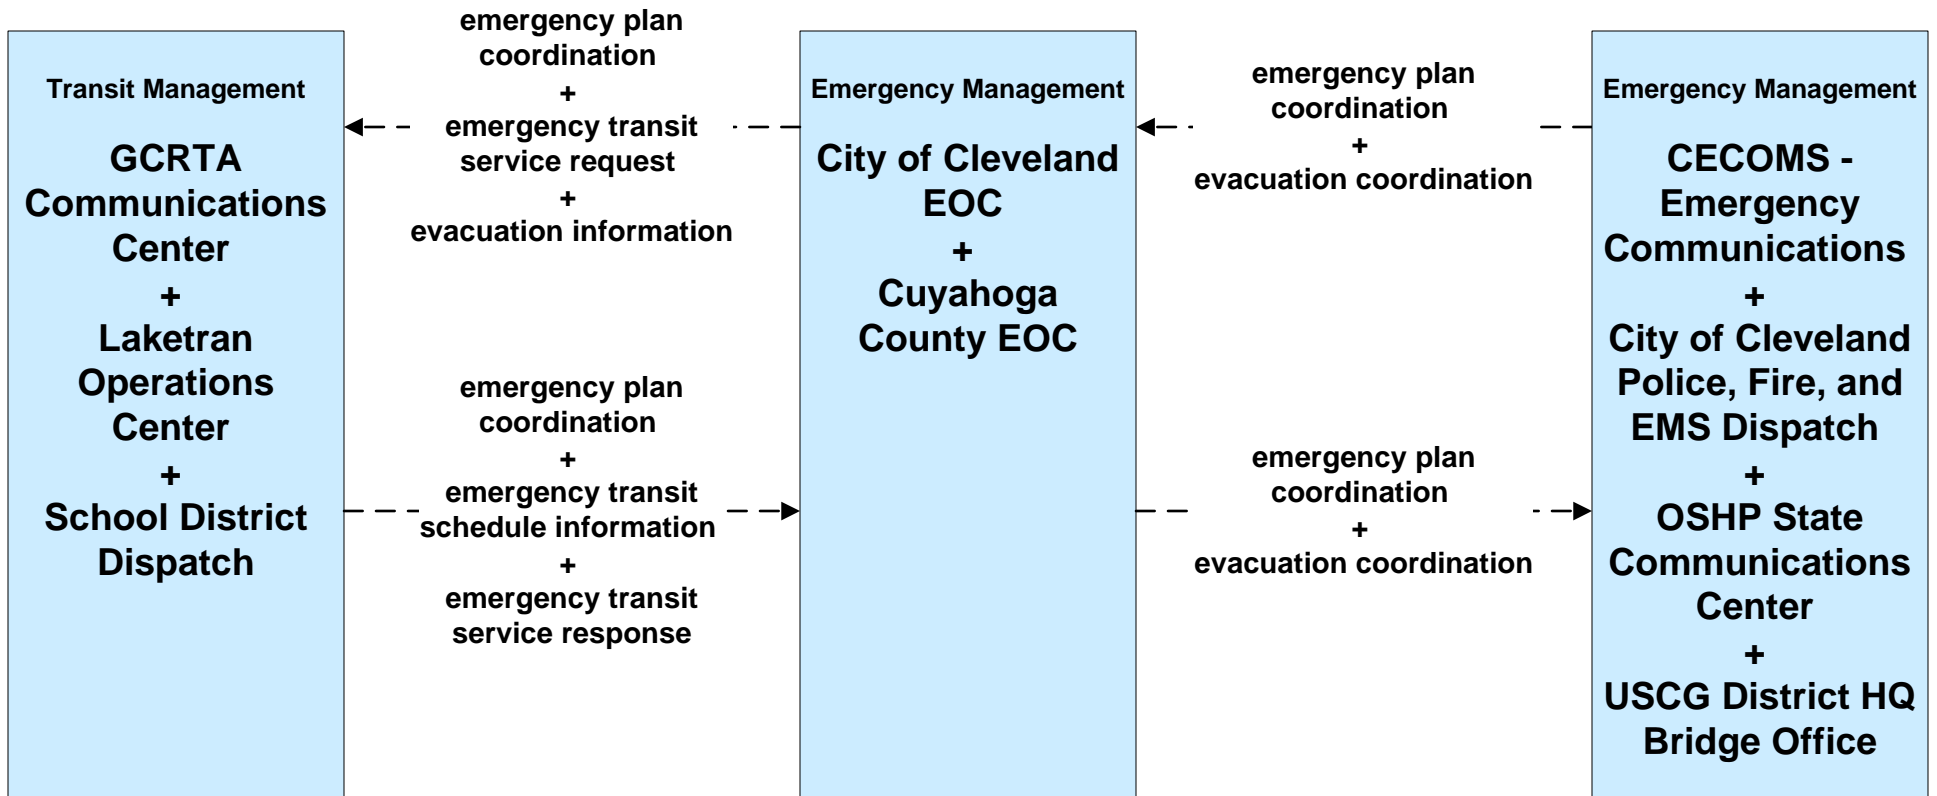 Transit Management
GCRTA
Communications
Center
+
Laketran
Operations
Center
+
School District
Dispatch
emergency plan
coordination
+
emergency transit
service request
+
evacuation information
emergency plan
coordination
+
emergency transit
schedule information
+
emergency transit
service response
Emergency Management
City of Cleveland
EOC
+
Cuyahoga
County EOC
emergency plan
coordination
+
evacuation coordination
emergency plan
coordination
+
evacuation coordination
Emergency Management
CECOMS -
Emergency
Communications
+
City of Cleveland
Police, Fire, and
EMS Dispatch
+
OSHP State
Communications
Center
+
USCG District HQ
Bridge Office